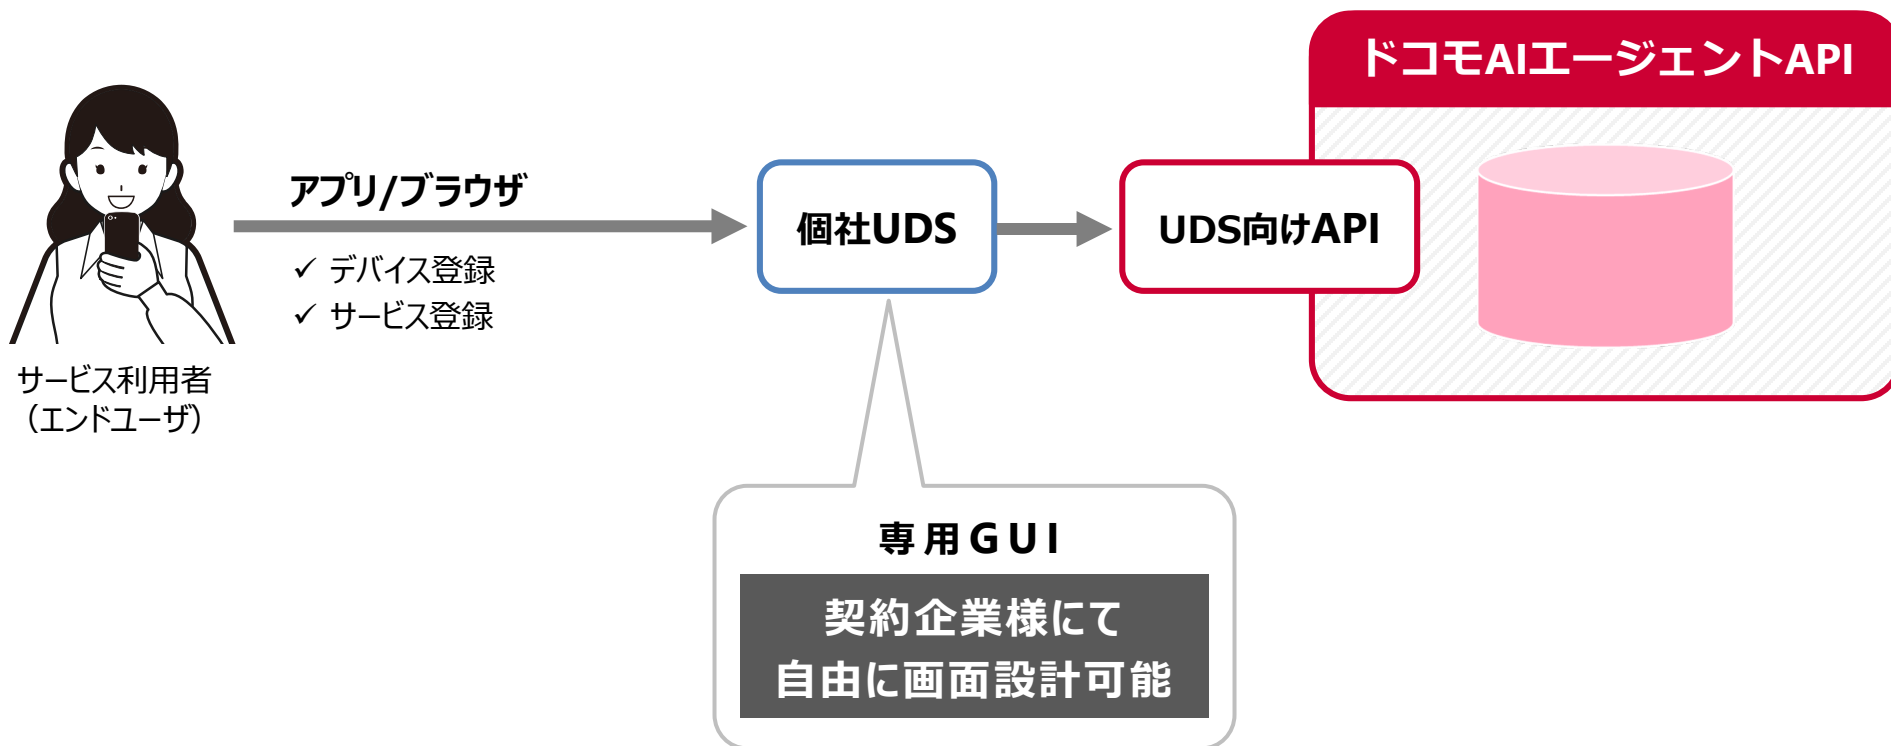 ドコモAIエージェントAPI
アプリ/ブラウザ
✓ デバイス登録
✓ サービス登録
個社UDS
UDS向けAPI
サービス利用者
（エンドユーザ）
専用GUI
契約企業様にて
自由に画面設計可能